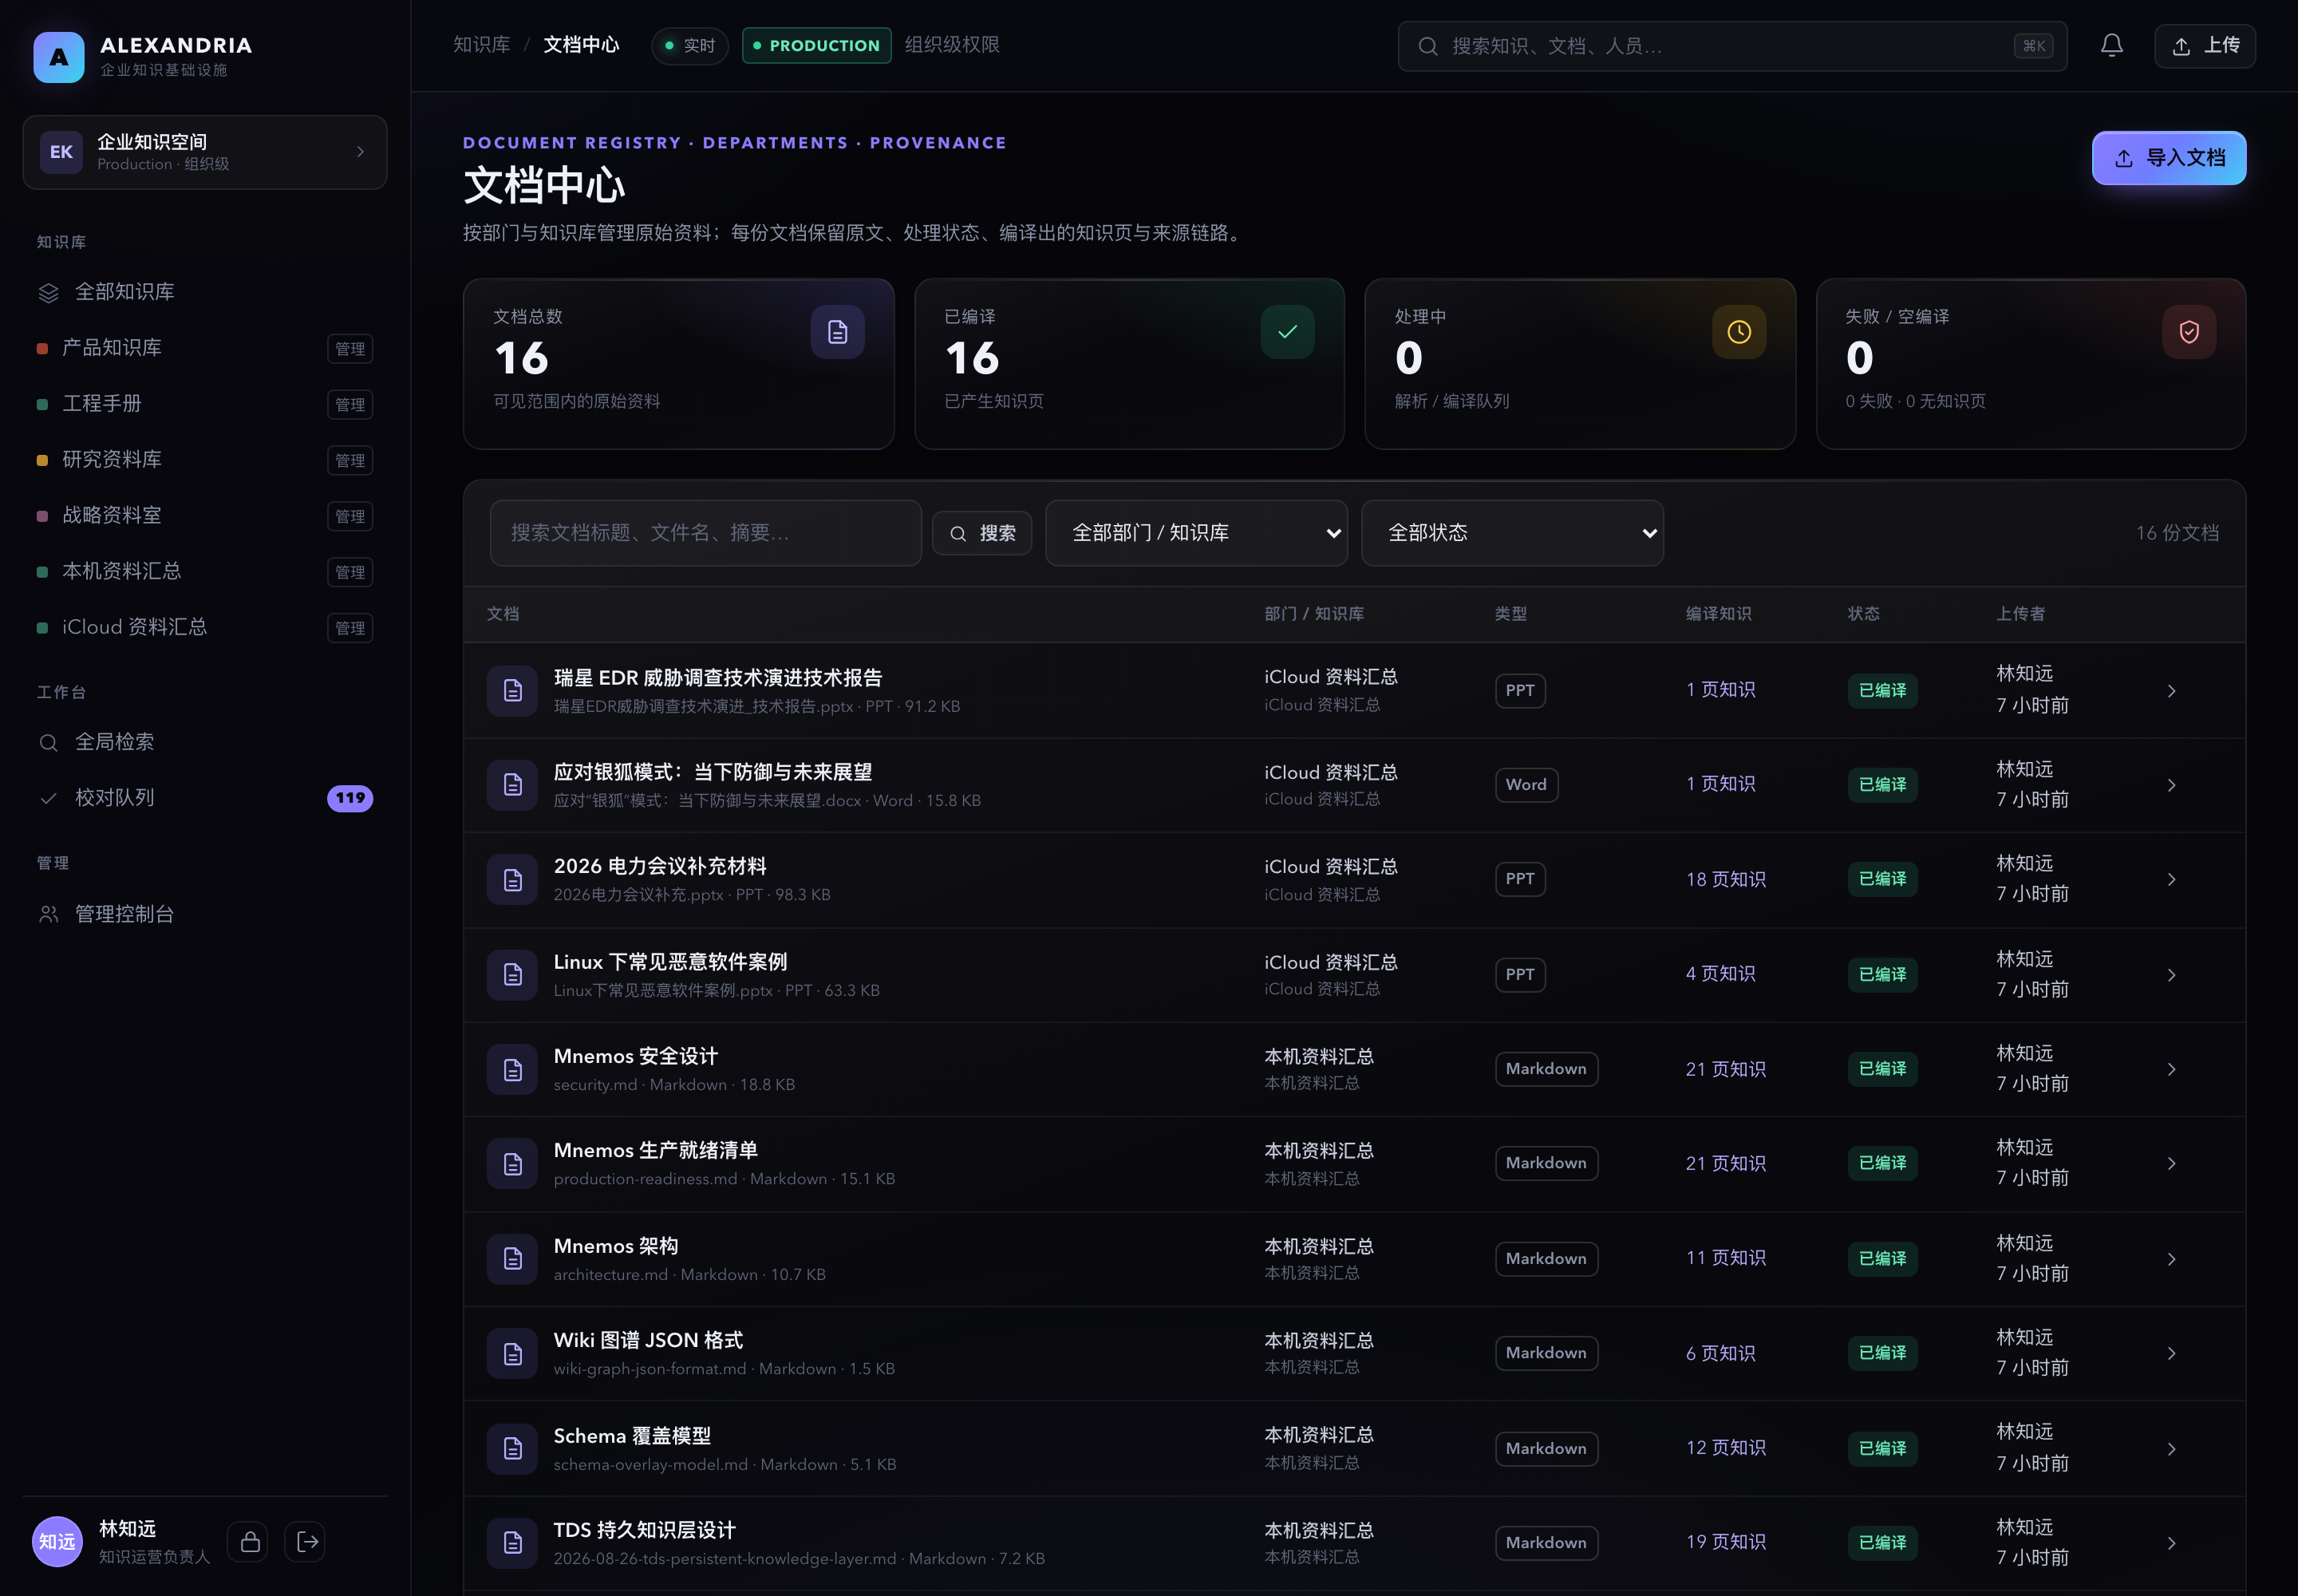 A
ALEXANDRIA
企业知识基础设施
EK
企业知识空间
Production · 组织级
知识库
全部知识库
产品知识库 管理
工程手册 管理
研究资料库 管理
战略资料室 管理
本机资料汇总 管理
iCloud 资料汇总 管理
工作台
全局检索
校对队列 119
管理
管理控制台
知远
林知远
知识运营负责人
知识库 / 文档中心 实时 PRODUCTION 组织级权限
搜索知识、文档、人员… ⌘K
上传
DOCUMENT REGISTRY · DEPARTMENTS · PROVENANCE
文档中心
按部门与知识库管理原始资料；每份文档保留原文、处理状态、编译出的知识页与来源链路。
导入文档
文档总数
16
可见范围内的原始资料
已编译
16
已产生知识页
处理中
0
解析 / 编译队列
失败 / 空编译
0
0 失败 · 0 无知识页
搜索文档标题、文件名、摘要… 搜索 全部部门 / 知识库 全部状态 16 份文档
文档 部门 / 知识库 类型 编译知识 状态 上传者
瑞星 EDR 威胁调查技术演进技术报告
瑞星EDR威胁调查技术演进_技术报告.pptx · PPT · 91.2 KB
iCloud 资料汇总
iCloud 资料汇总
PPT
1 页知识
已编译
林知远
7 小时前
应对银狐模式：当下防御与未来展望
应对“银狐”模式：当下防御与未来展望.docx · Word · 15.8 KB
iCloud 资料汇总
iCloud 资料汇总
Word
1 页知识
已编译
林知远
7 小时前
2026 电力会议补充材料
2026电力会议补充.pptx · PPT · 98.3 KB
iCloud 资料汇总
iCloud 资料汇总
PPT
18 页知识
已编译
林知远
7 小时前
Linux 下常见恶意软件案例
Linux下常见恶意软件案例.pptx · PPT · 63.3 KB
iCloud 资料汇总
iCloud 资料汇总
PPT
4 页知识
已编译
林知远
7 小时前
Mnemos 安全设计
security.md · Markdown · 18.8 KB
本机资料汇总
本机资料汇总
Markdown
21 页知识
已编译
林知远
7 小时前
Mnemos 生产就绪清单
production-readiness.md · Markdown · 15.1 KB
本机资料汇总
本机资料汇总
Markdown
21 页知识
已编译
林知远
7 小时前
Mnemos 架构
architecture.md · Markdown · 10.7 KB
本机资料汇总
本机资料汇总
Markdown
11 页知识
已编译
林知远
7 小时前
Wiki 图谱 JSON 格式
wiki-graph-json-format.md · Markdown · 1.5 KB
本机资料汇总
本机资料汇总
Markdown
6 页知识
已编译
林知远
7 小时前
Schema 覆盖模型
schema-overlay-model.md · Markdown · 5.1 KB
本机资料汇总
本机资料汇总
Markdown
12 页知识
已编译
林知远
7 小时前
TDS 持久知识层设计
2026-08-26-tds-persistent-knowledge-layer.md · Markdown · 7.2 KB
本机资料汇总
本机资料汇总
Markdown
19 页知识
已编译
林知远
7 小时前